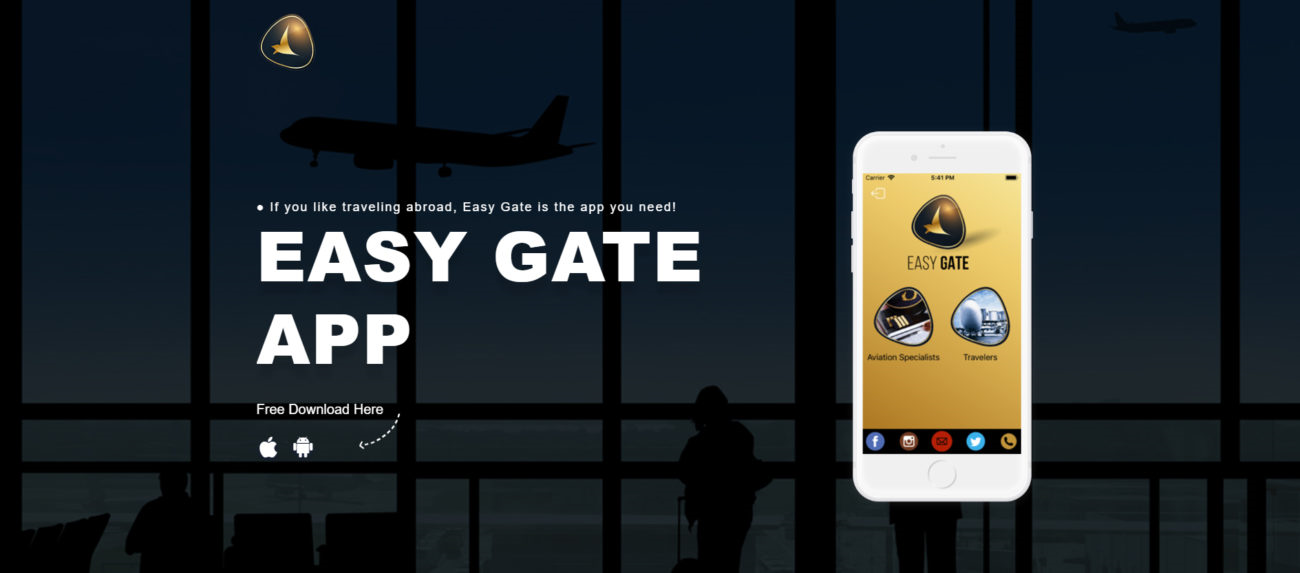 ● If you like traveling abroad, Easy Gate is the app you need!
EASY GATE
APP
Free Download Here
Carrier 5:41 PM
EASY GATE
Aviation Specialists Travelers